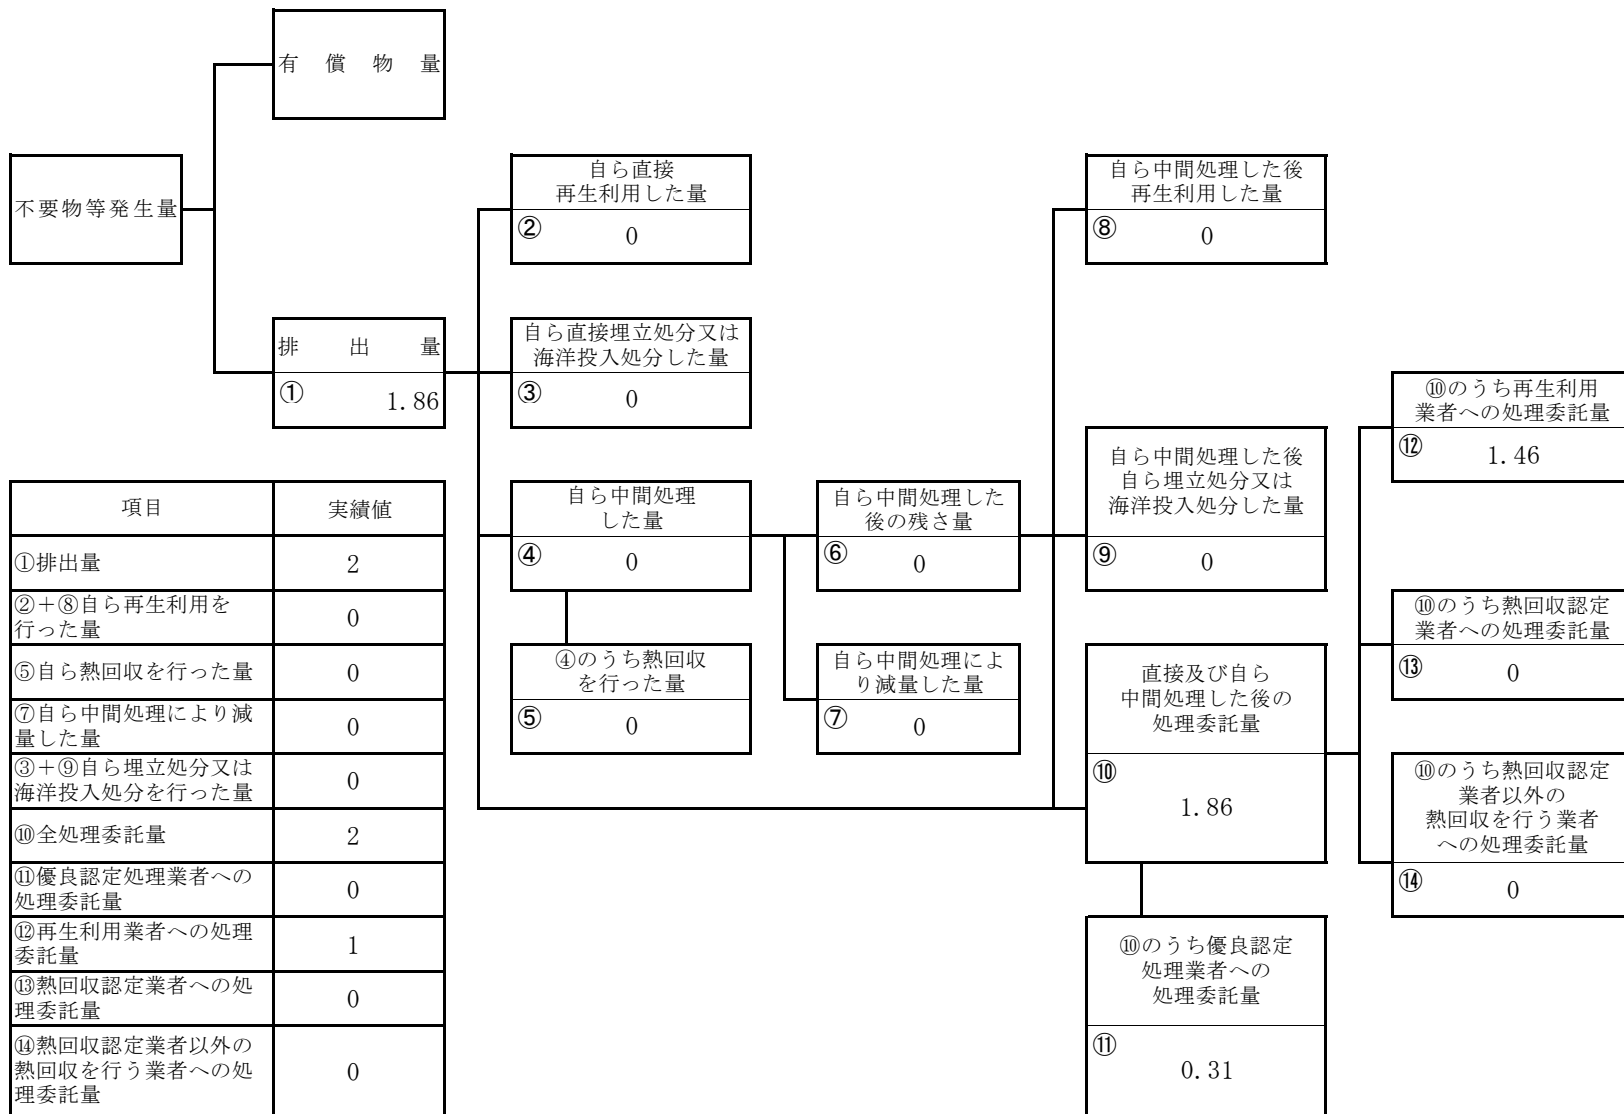 有償物量
不要物等発生量
排出量
① 1.86
自ら直接
再生利用した量
② 0
自ら直接埋立処分又は
海洋投入処分した量
③ 0
自ら中間処理
した量
④ 0
④のうち熱回収
を行った量
⑤ 0
自ら中間処理した
後の残さ量
⑥ 0
自ら中間処理によ
り減量した量
⑦ 0
自ら中間処理した後
再生利用した量
⑧ 0
自ら中間処理した後
自ら埋立処分又は
海洋投入処分した量
⑨ 0
直接及び自ら
中間処理した後の
処理委託量
⑩
1.86
⑩のうち優良認定
処理業者への
処理委託量
⑪
0.31
⑩のうち再生利用
業者への処理委託量
⑫ 1.46
⑩のうち熱回収認定
業者への処理委託量
⑬ 0
⑩のうち熱回収認定
業者以外の
熱回収を行う業者
への処理委託量
⑭ 0
項目 実績値
①排出量 2
②+⑧自ら再生利用を
行った量 0
⑤自ら熱回収を行った量 0
⑦自ら中間処理により減
量した量 0
③+⑨自ら埋立処分又は
海洋投入処分を行った量 0
⑩全処理委託量 2
⑪優良認定処理業者への
処理委託量 0
⑫再生利用業者への処理
委託量 1
⑬熱回収認定業者への処
理委託量 0
⑭熱回収認定業者以外の
熱回収を行う業者への処 0
理委託量